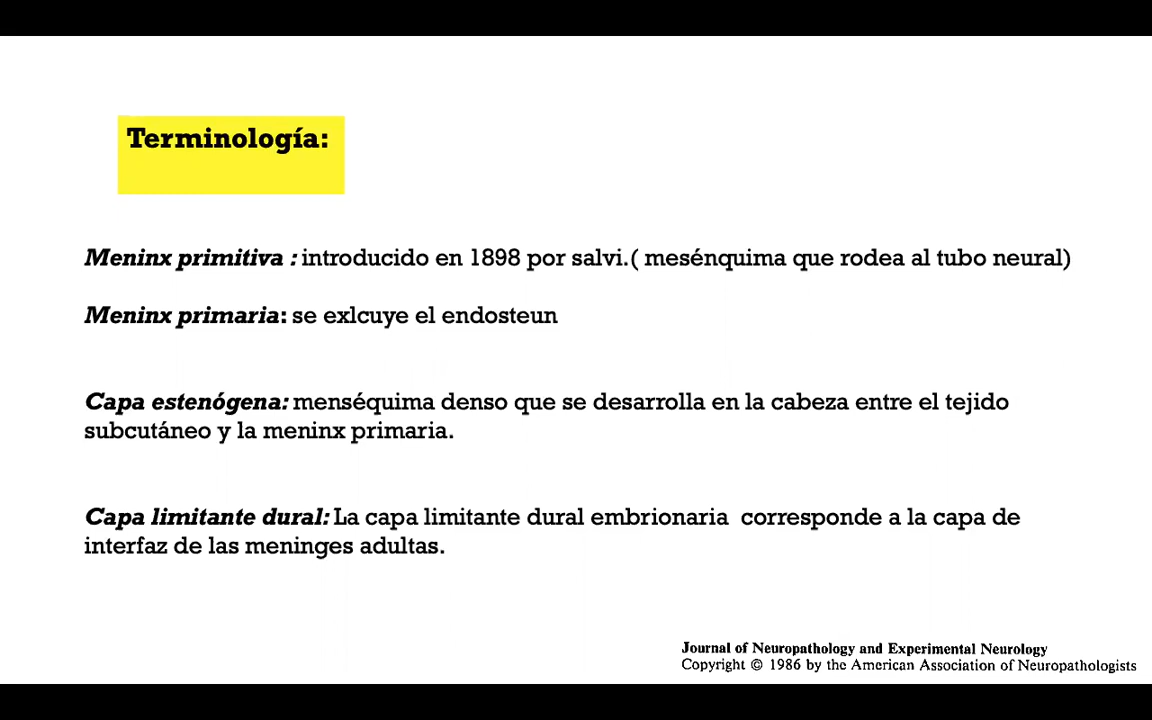 Terminología:
Meninx primitiva : introducido en 1898 por salvi.( mesénquima que rodea al tubo neural)
Meninx primaria: se exlcuye el endosteun
Capa estenógena: menséquima denso que se desarrolla en la cabeza entre el tejido
subcutáneo y la meninx primaria.
Capa limitante dural: La capa limitante dural embrionaria corresponde a la capa de
interfaz de las meninges adultas.
Journal of Neuropathology and Experimental Neurology
Copyright © 1986 by the American Association of Neuropathologists